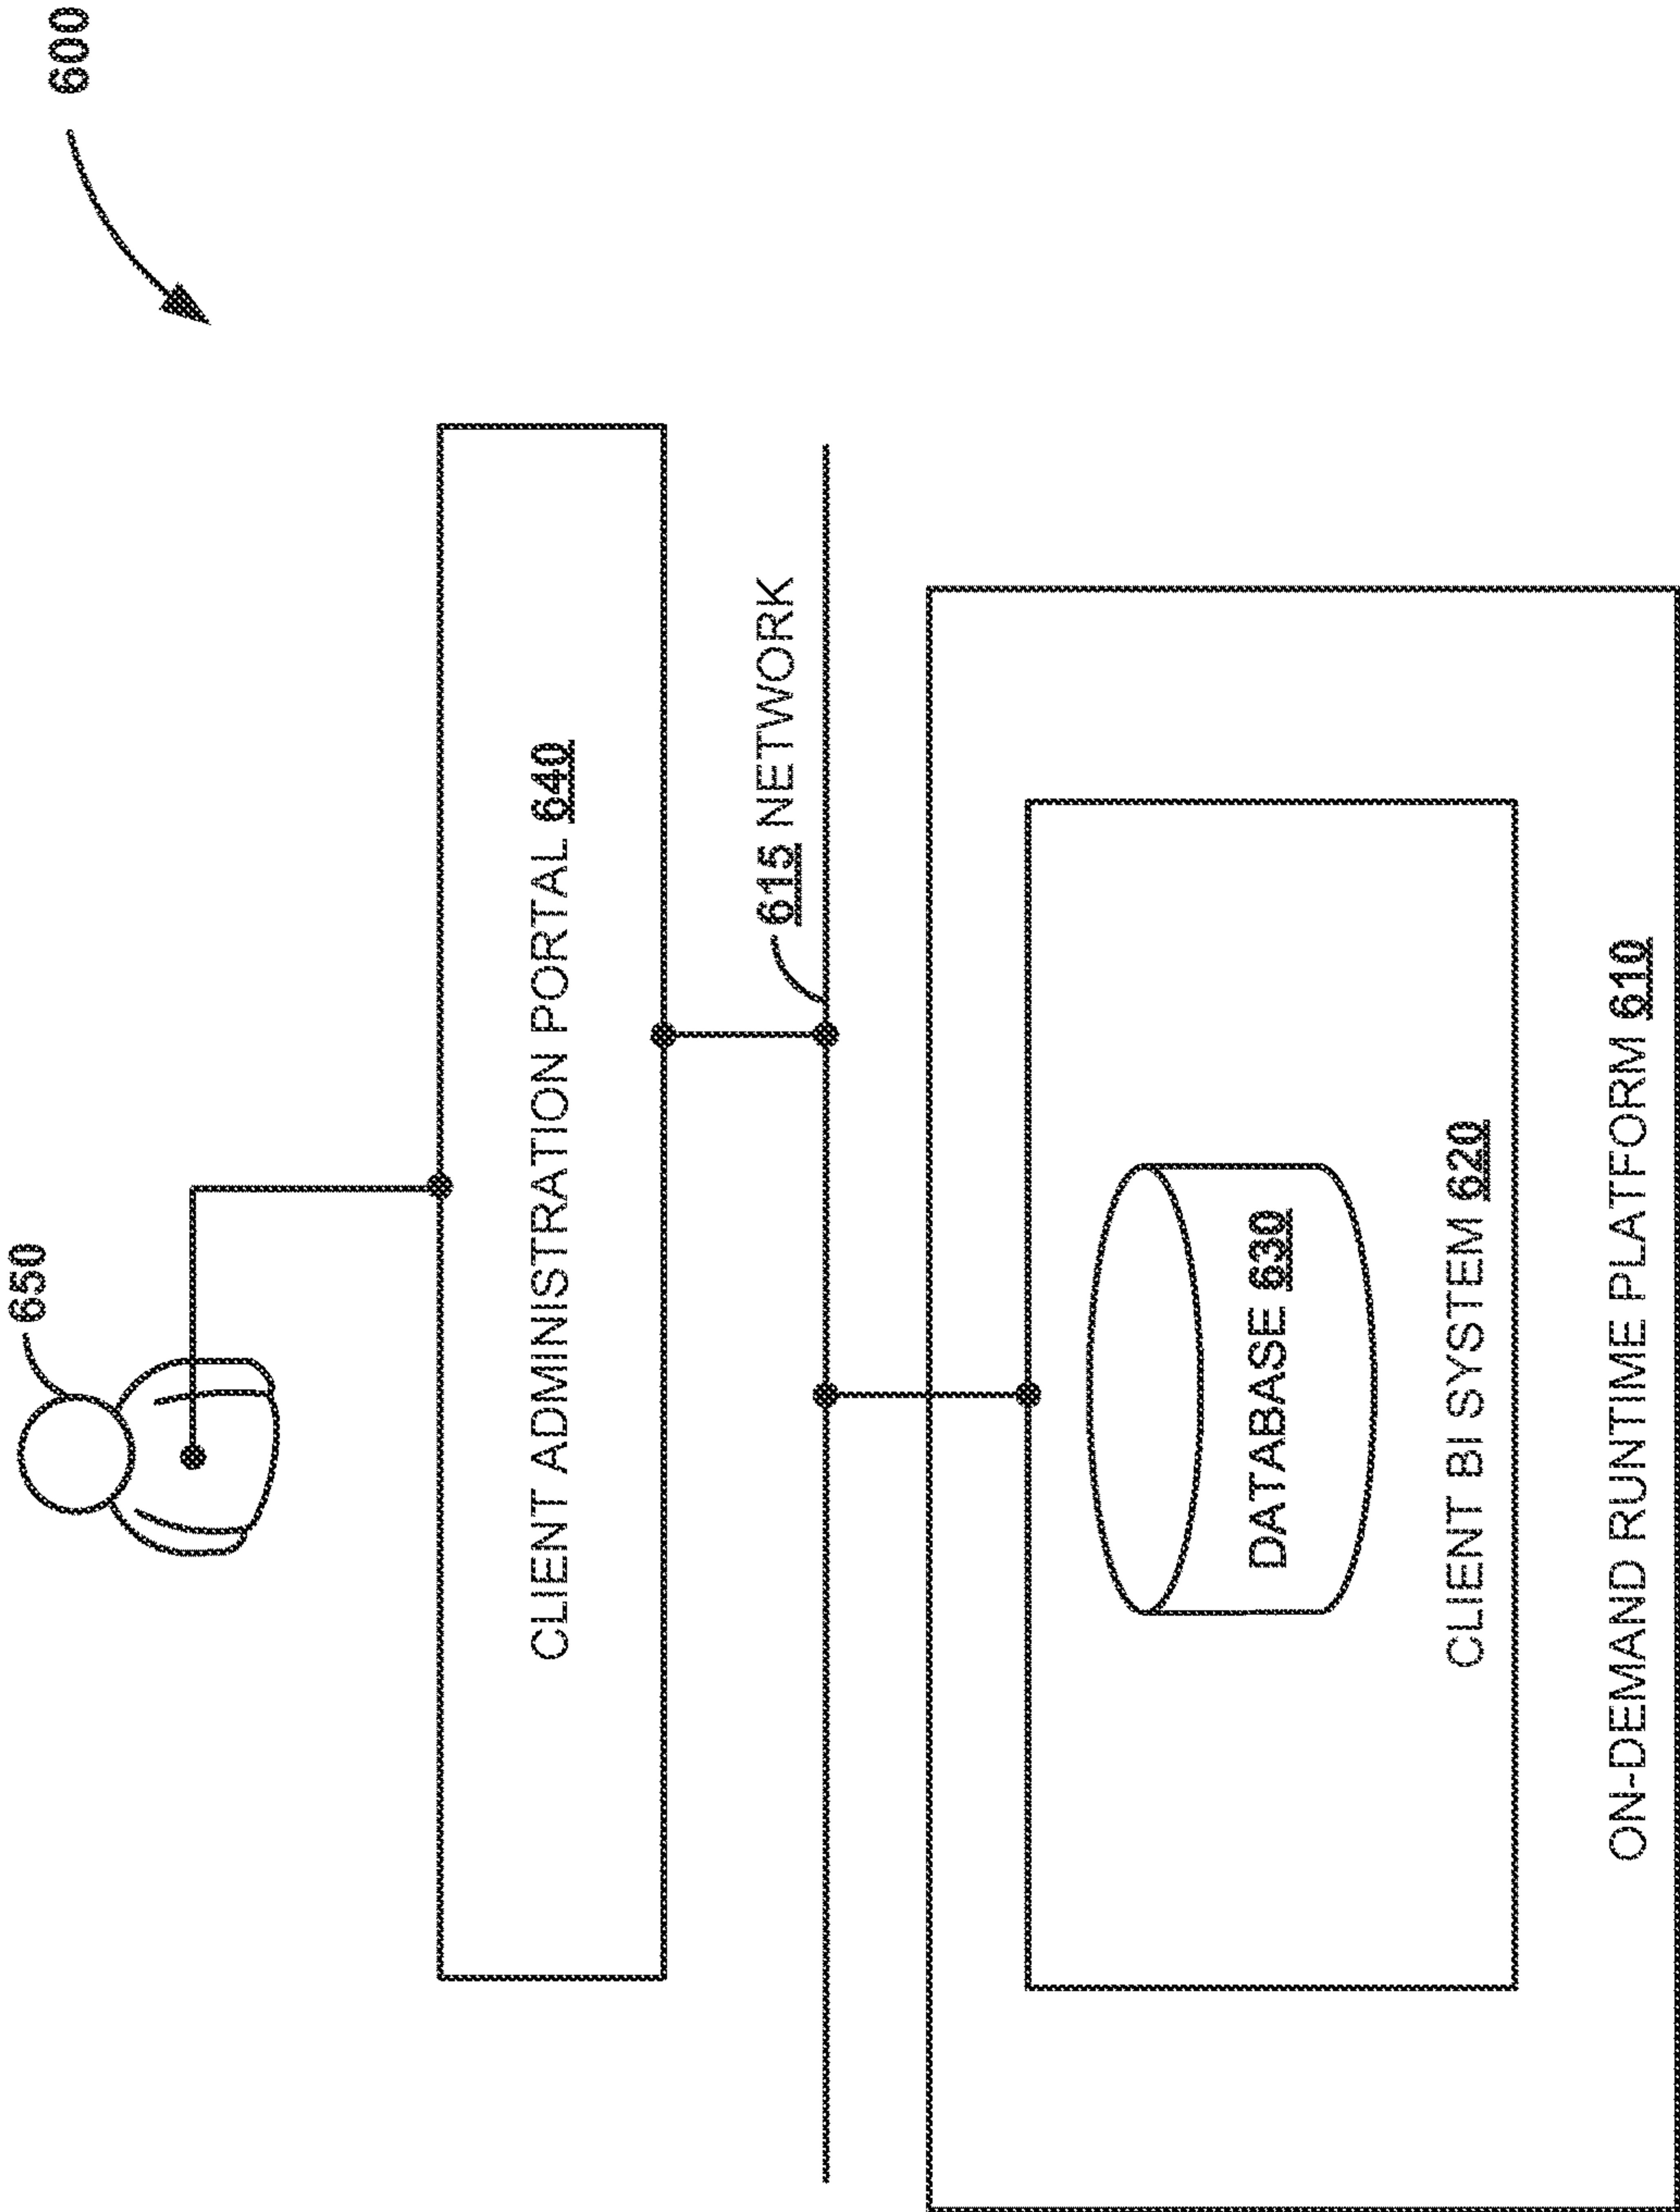 600
650
CLIENT ADMINISTRATION PORTAL 640
615 NETWORK
DATABASE 630
CLIENT BI SYSTEM 620
ON-DEMAND RUNTIME PLATFORM 610